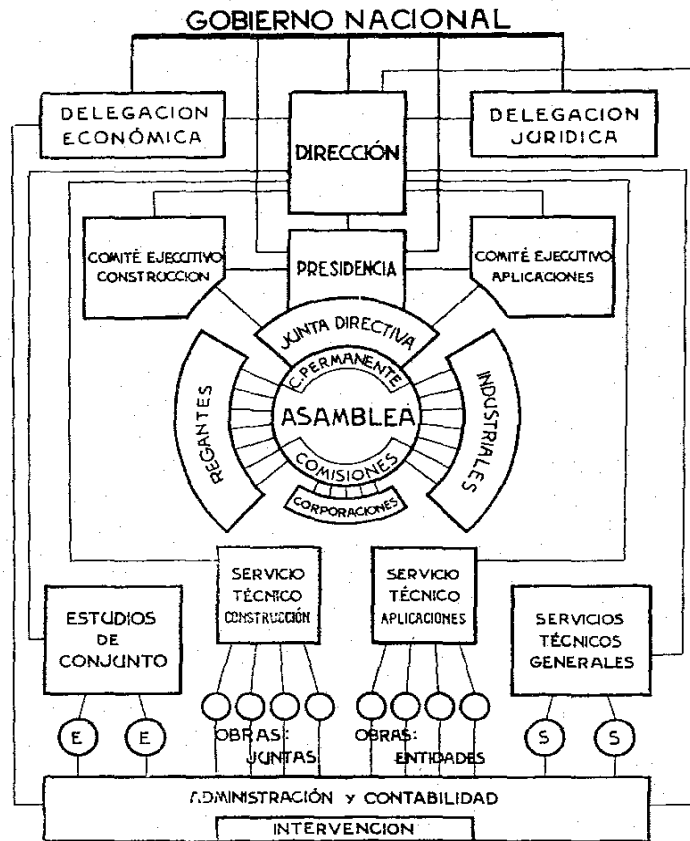 GOBIERNO NACIONAL
DELEGACION
ECONÓMICA
DIRECCIÓN
DELEGACION
JURIDICA
COMITÉ EJECUTIVO
CONSTRUCCION
PRESIDENCIA
COMITÉ EJECUTIVO
APLICACIONES
JUNTA DIRECTIVA
C. PERMANENTE
REGANTES
ASAMBLEA
INDUSTRIALES
COMISIONES
CORPORACIONES
SERVICIO
TÉCNICO
CONSTRUCCIÓN
SERVICIO
TÉCNICO
APLICACIONES
ESTUDIOS
DE
CONJUNTO
SERVICIOS
TÉCNICOS
GENERALES
E
E
OBRAS:
JUNTAS
OBRAS:
ENTIDADES
S
S
ADMINISTRACIÓN y CONTABILIDAD
INTERVENCION